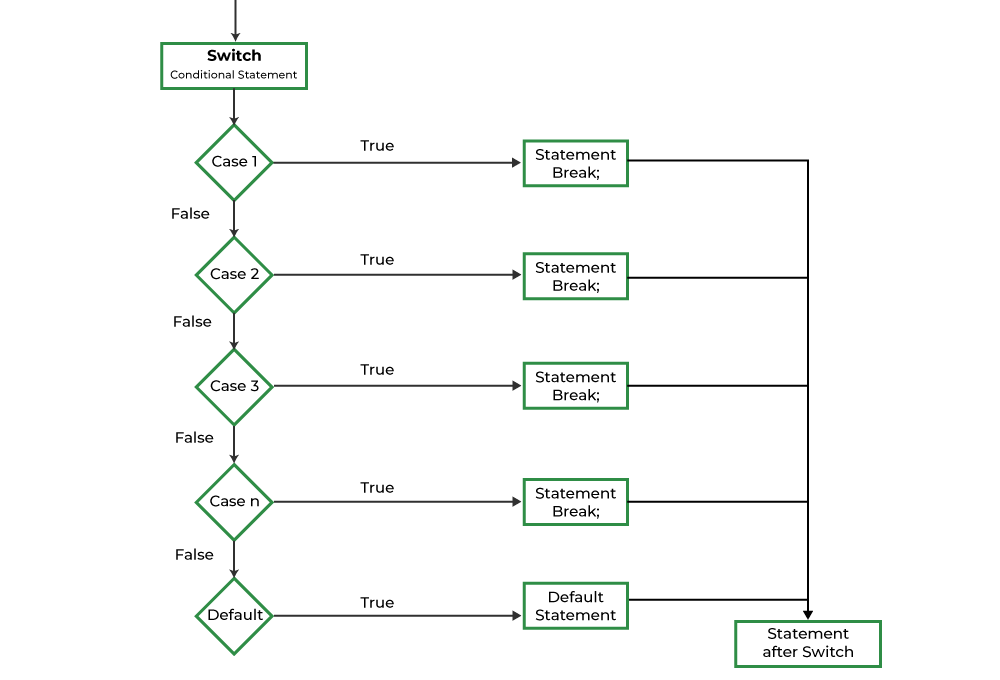 Switch
Conditional Statement
Case 1
True
Statement
Break;
False
Case 2
True
Statement
Break;
False
Case 3
True
Statement
Break;
False
Case n
True
Statement
Break;
False
Default
True
Default
Statement
Statement
after Switch